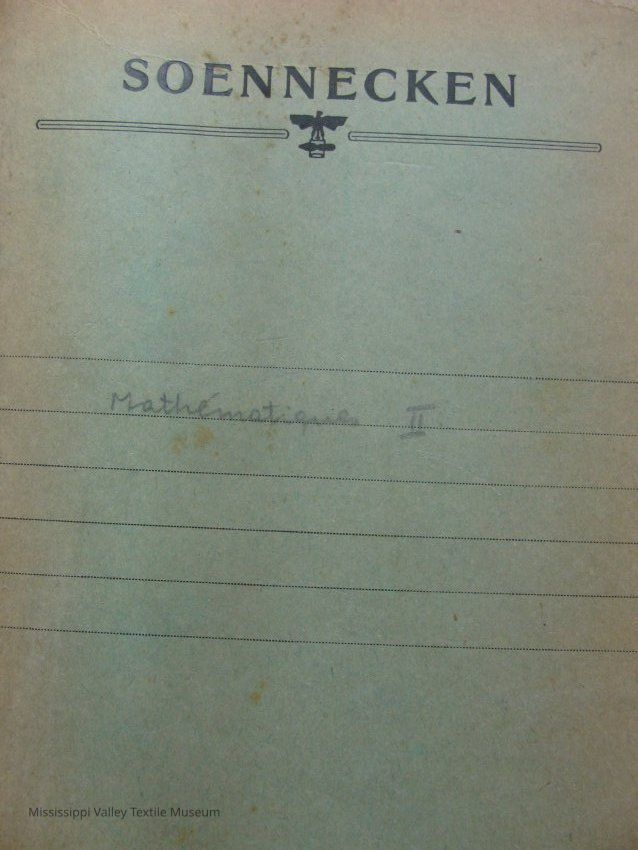 SOENNECKEN
Mathématiques II
Mississippi Valley Textile Museum